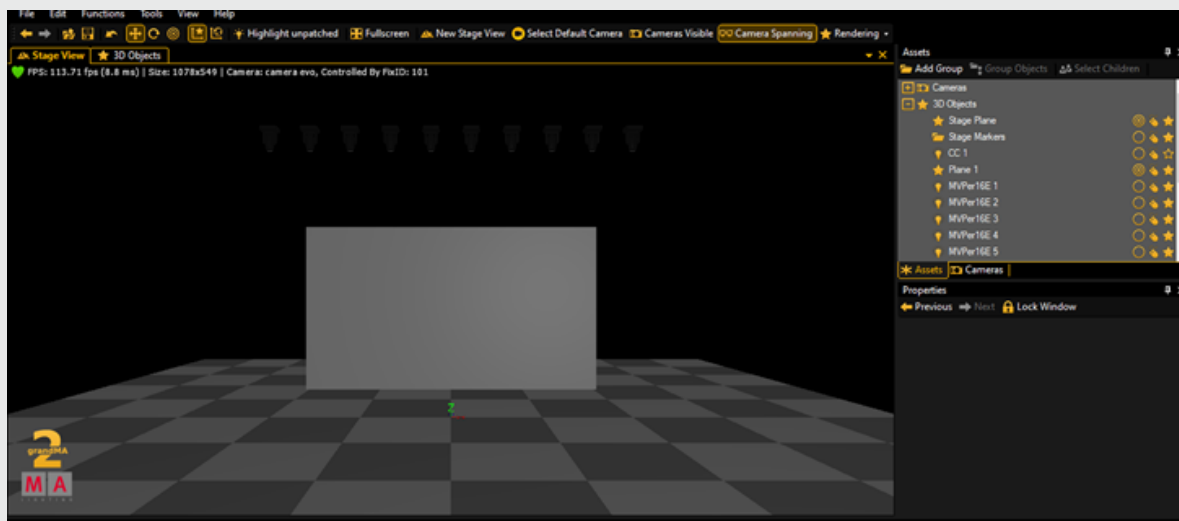 File Edit Functions Tools View Help
Highlight unpatched Fullscreen New Stage View Select Default Camera Cameras Visible Camera Spanning Rendering
Stage View 3D Objects
FPS: 113.71 fps (8.8 ms) | Size: 1078x549 | Camera: camera evo, Controlled By FixID: 101
Z
2
grandMA
MA
LIGHTING
Assets
Add Group Group Objects Select Children
Cameras
3D Objects
Stage Plane
Stage Markers
CC 1
Plane 1
MVPer16E 1
MVPer16E 2
MVPer16E 3
MVPer16E 4
MVPer16E 5
Assets Cameras
Properties
Previous Next Lock Window